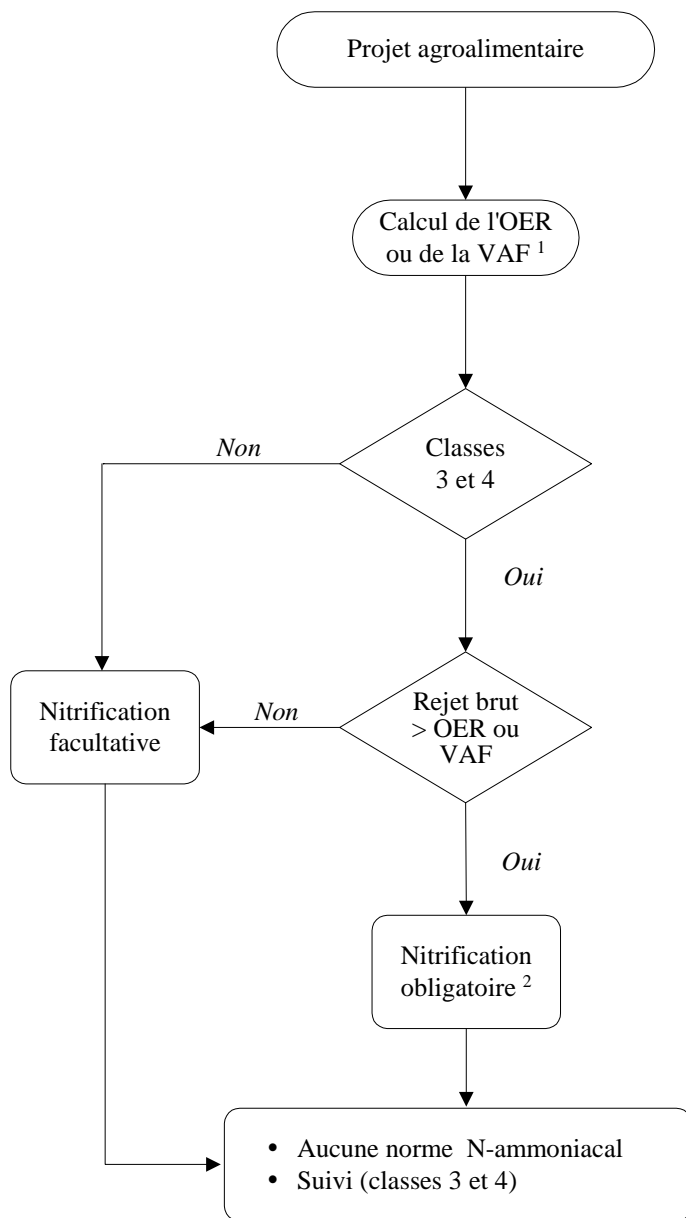 Projet agroalimentaire
Calcul de l'OER
ou de la VAF ¹
Non
Classes
3 et 4
Oui
Nitrification
facultative
Non
Rejet brut
> OER ou
VAF
Oui
Nitrification
obligatoire ²
• Aucune norme N-ammoniacal
• Suivi (classes 3 et 4)